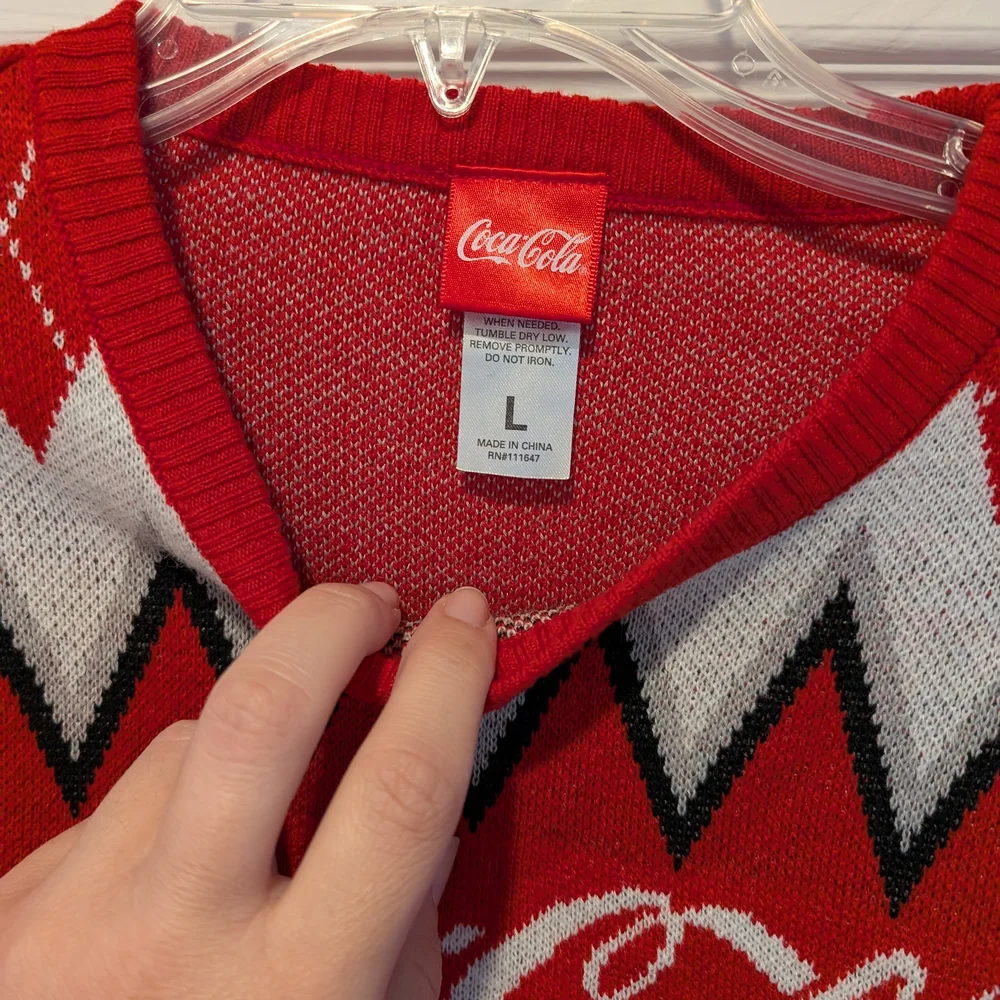 Coca-Cola
WHEN NEEDED.
TUMBLE DRY LOW.
REMOVE PROMPTLY.
DO NOT IRON.
L
MADE IN CHINA
RN#111647